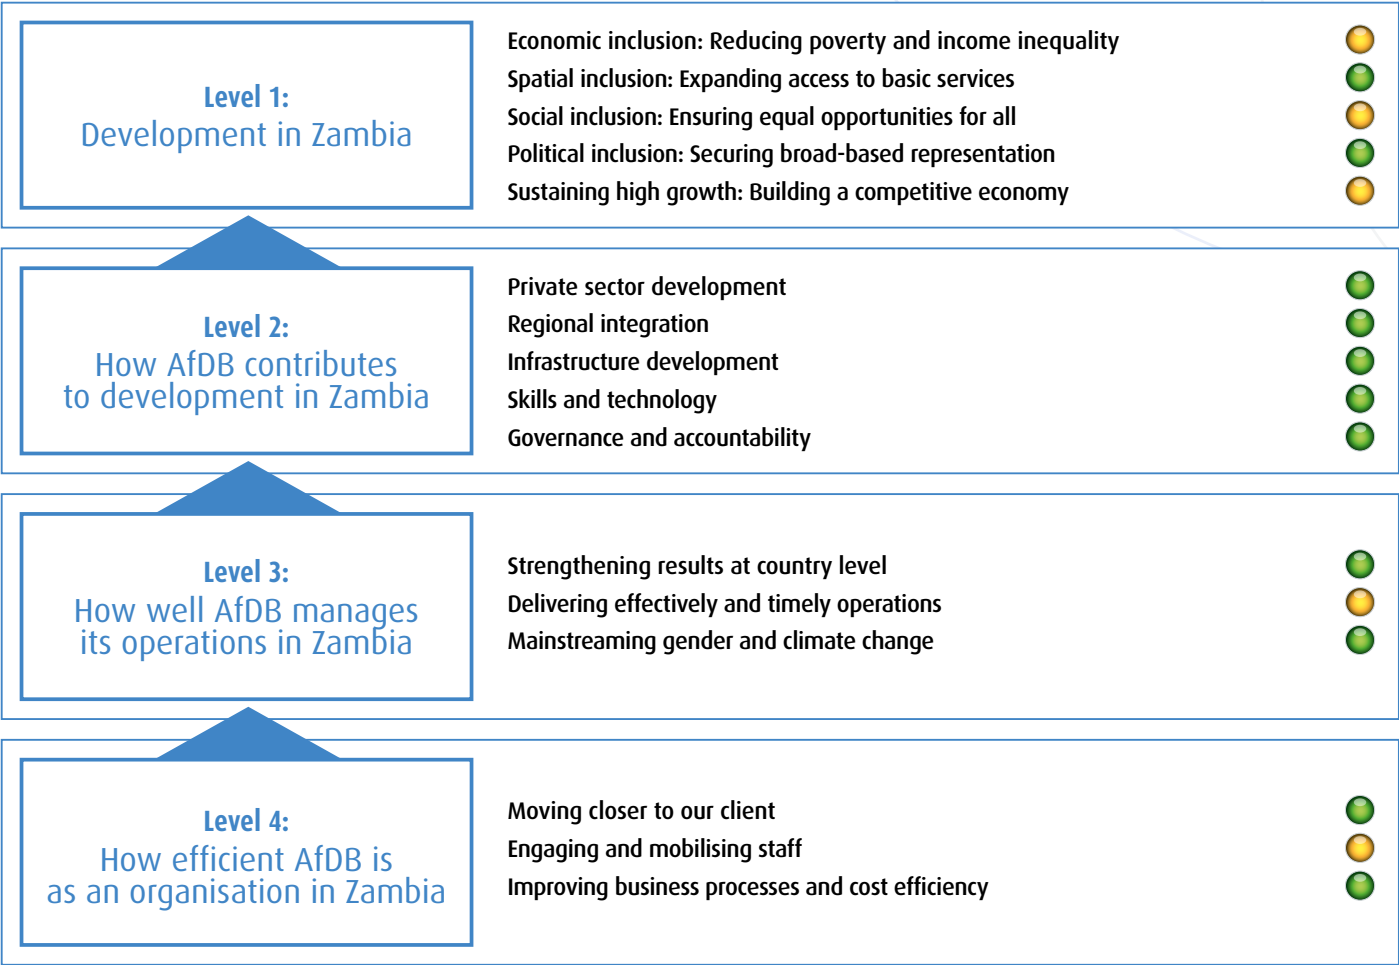 Level 1:
Development in Zambia
Economic inclusion: Reducing poverty and income inequality
Spatial inclusion: Expanding access to basic services
Social inclusion: Ensuring equal opportunities for all
Political inclusion: Securing broad-based representation
Sustaining high growth: Building a competitive economy
Level 2:
How AfDB contributes
to development in Zambia
Private sector development
Regional integration
Infrastructure development
Skills and technology
Governance and accountability
Level 3:
How well AfDB manages
its operations in Zambia
Strengthening results at country level
Delivering effectively and timely operations
Mainstreaming gender and climate change
Level 4:
How efficient AfDB is
as an organisation in Zambia
Moving closer to our client
Engaging and mobilising staff
Improving business processes and cost efficiency